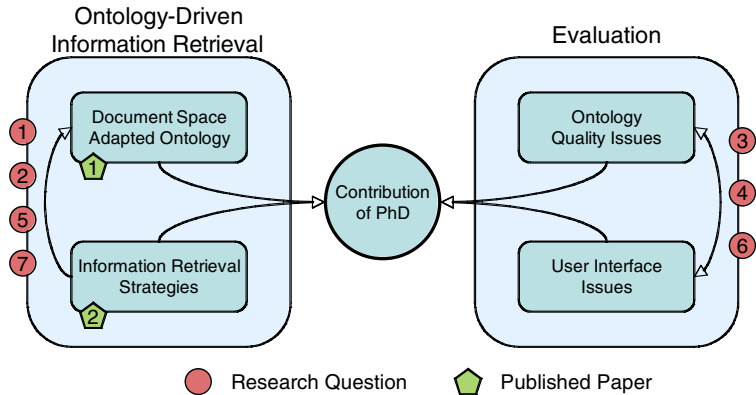 Ontology-Driven
Information Retrieval
Evaluation
1
2
5
7
Document Space
Adapted Ontology
1
Information Retrieval
Strategies
2
Contribution
of PhD
Ontology
Quality Issues
User Interface
Issues
3
4
6
Research Question
Published Paper